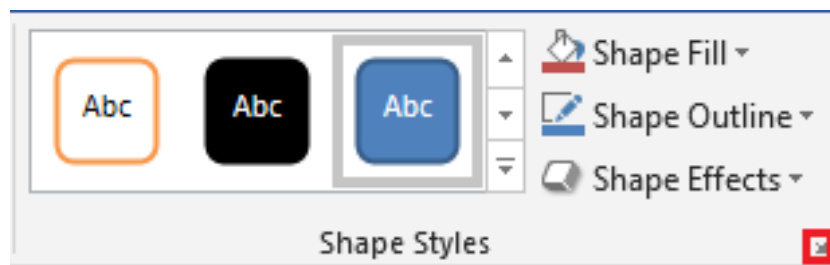 Abc Abc Abc
Shape Fill
Shape Outline
Shape Effects
Shape Styles